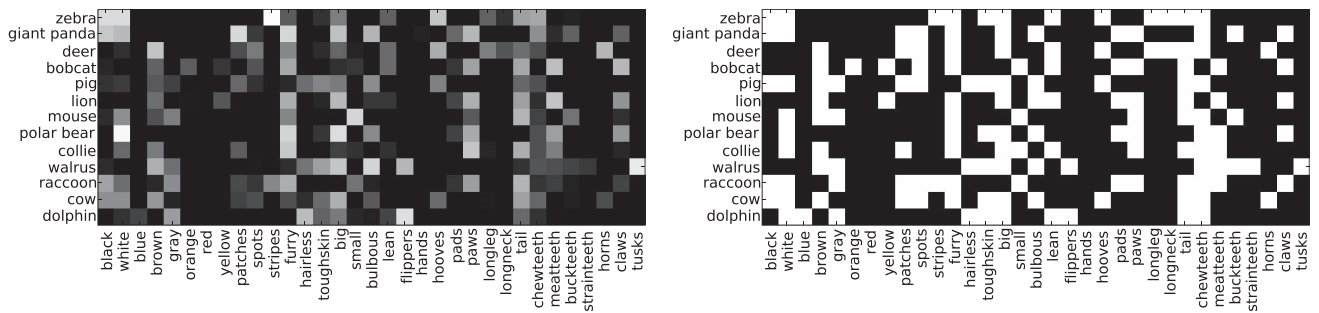 zebra
giant panda
deer
bobcat
pig
lion
mouse
polar bear
collie
walrus
raccoon
cow
dolphin
black
white
blue
brown
gray
orange
red
yellow
patches
spots
stripes
furry
hairless
toughskin
big
small
bulbous
lean
flippers
hands
hooves
pads
paws
longleg
longneck
tail
chewteeth
meatteeth
buckteeth
strainteeth
horns
claws
tusks
zebra
giant panda
deer
bobcat
pig
lion
mouse
polar bear
collie
walrus
raccoon
cow
dolphin
black
white
blue
brown
gray
orange
red
yellow
patches
spots
stripes
furry
hairless
toughskin
big
small
bulbous
lean
flippers
hands
hooves
pads
paws
longleg
longneck
tail
chewteeth
meatteeth
buckteeth
strainteeth
horns
claws
tusks